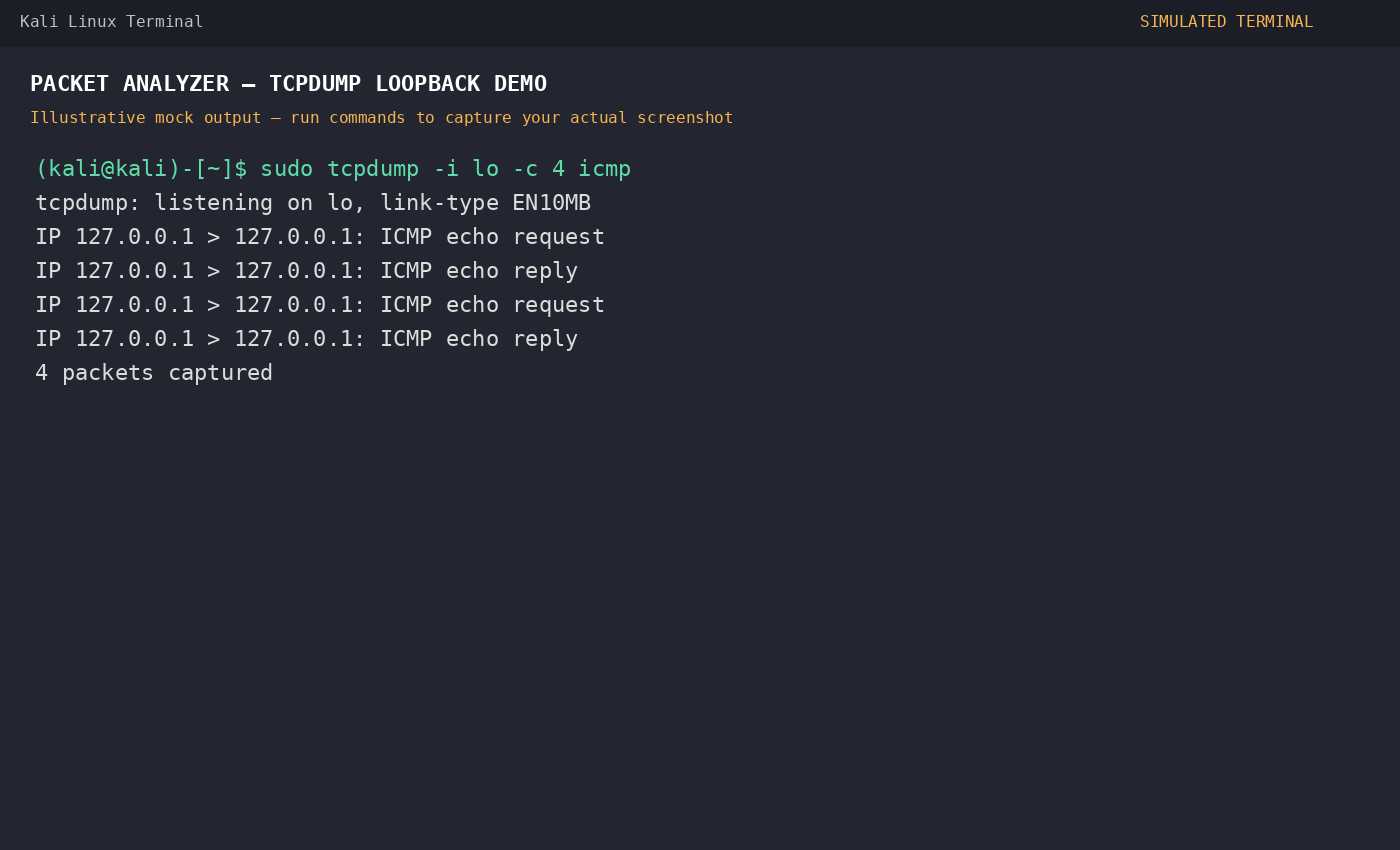 Kali Linux Terminal
SIMULATED TERMINAL
PACKET ANALYZER — TCPDUMP LOOPBACK DEMO
Illustrative mock output — run commands to capture your actual screenshot
(kali@kali)-[~]$ sudo tcpdump -i lo -c 4 icmp
tcpdump: listening on lo, link-type EN10MB
IP 127.0.0.1 > 127.0.0.1: ICMP echo request
IP 127.0.0.1 > 127.0.0.1: ICMP echo reply
IP 127.0.0.1 > 127.0.0.1: ICMP echo request
IP 127.0.0.1 > 127.0.0.1: ICMP echo reply
4 packets captured